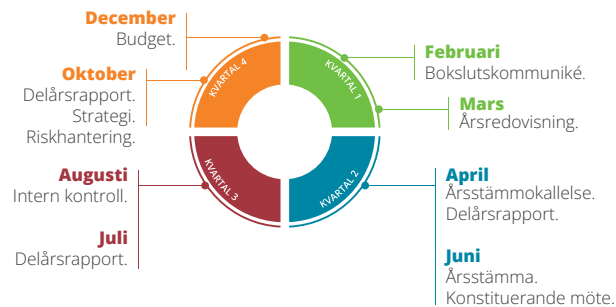 KVARTAL 1
Februari
Bokslutskommuniké.
Mars
Årsredovisning.
KVARTAL 2
April
Årsstämmokallelse.
Delårsrapport.
Juni
Årsstämma.
Konstituerande möte.
KVARTAL 3
Juli
Delårsrapport.
Augusti
Intern kontroll.
KVARTAL 4
Oktober
Delårsrapport.
Strategi.
Riskhantering.
December
Budget.